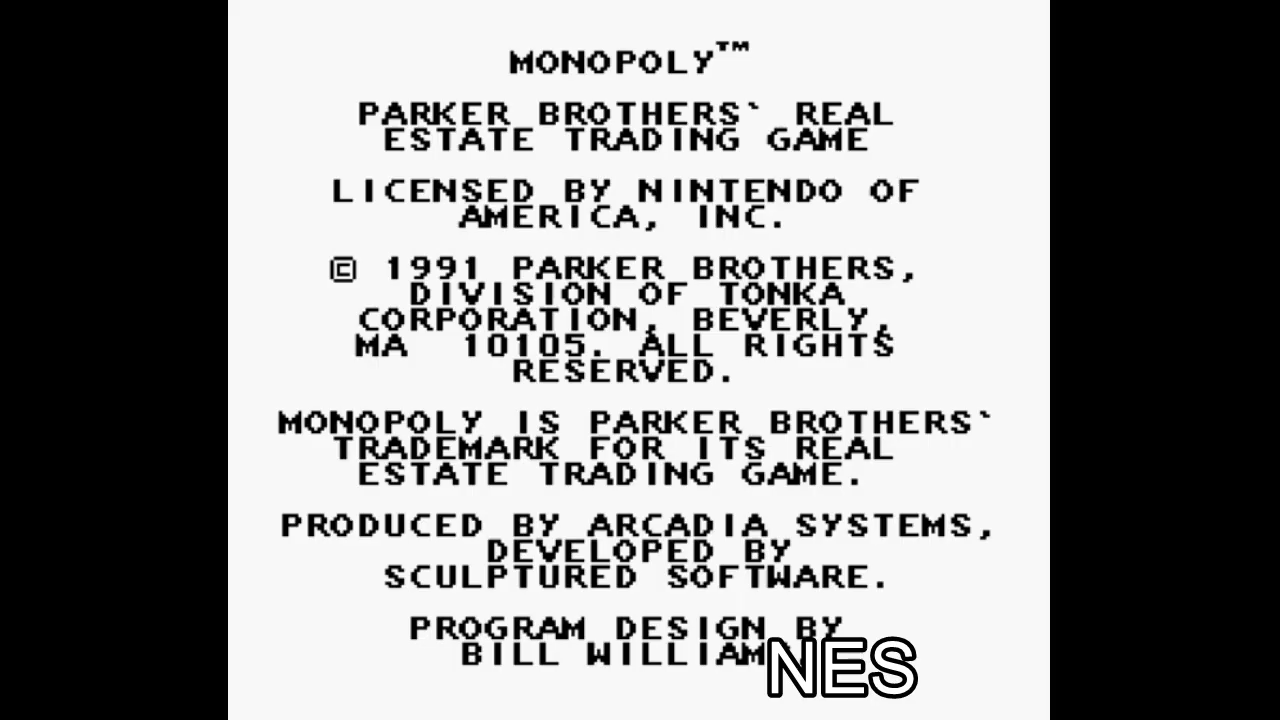 MONOPOLY™
PARKER BROTHERS` REAL
ESTATE TRADING GAME
LICENSED BY NINTENDO OF
AMERICA, INC.
© 1991 PARKER BROTHERS,
DIVISION OF TONKA
CORPORATION, BEVERLY,
MA 10105. ALL RIGHTS
RESERVED.
MONOPOLY IS PARKER BROTHERS`
TRADEMARK FOR ITS REAL
ESTATE TRADING GAME.
PRODUCED BY ARCADIA SYSTEMS,
DEVELOPED BY
SCULPTURED SOFTWARE.
PROGRAM DESIGN BY
BILL WILLIAM
NES